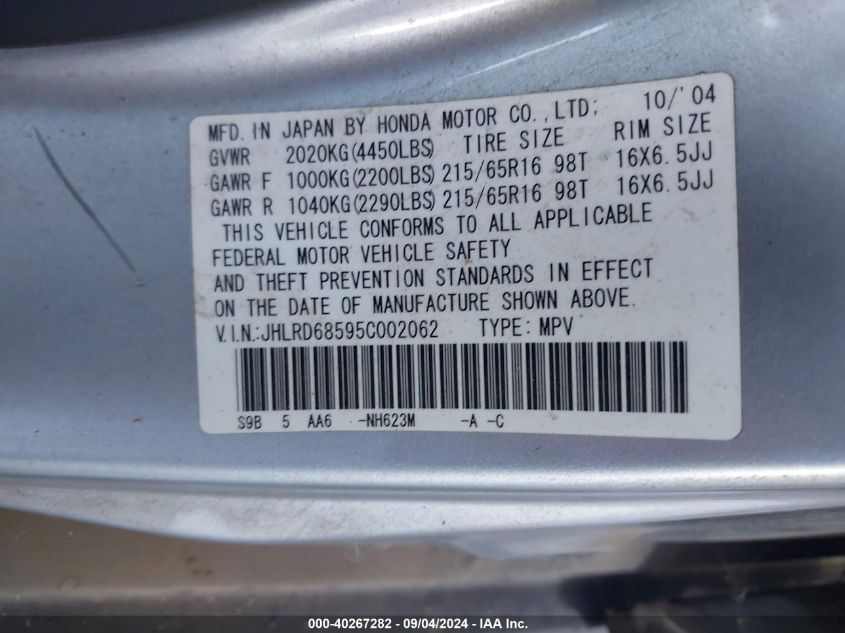 MFD. IN JAPAN BY HONDA MOTOR CO.,LTD; 10/'04
GVWR 2020KG(4450LBS) TIRE SIZE RIM SIZE
GAWR F 1000KG(2200LBS) 215/65R16 98T 16X6.5JJ
GAWR R 1040KG(2290LBS) 215/65R16 98T 16X6.5JJ
THIS VEHICLE CONFORMS TO ALL APPLICABLE
FEDERAL MOTOR VEHICLE SAFETY
AND THEFT PREVENTION STANDARDS IN EFFECT
ON THE DATE OF MANUFACTURE SHOWN ABOVE.
V.I.N.:JHLRD68595C002062 TYPE: MPV
S9B 5 AA6 -NH623M -A -C
000-40267282 - 09/04/2024 - IAA Inc.